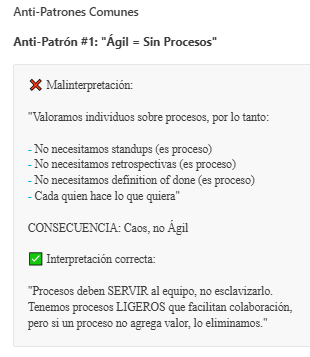 Anti-Patrones Comunes
Anti-Patrón #1: "Ágil = Sin Procesos"
❌ Malinterpretación:
"Valoramos individuos sobre procesos, por lo tanto:
- No necesitamos standups (es proceso)
- No necesitamos retrospectivas (es proceso)
- No necesitamos definition of done (es proceso)
- Cada quien hace lo que quiera"
CONSECUENCIA: Caos, no Ágil
✅ Interpretación correcta:
"Procesos deben SERVIR al equipo, no esclavizarlo.
Tenemos procesos LIGEROS que facilitan colaboración,
pero si un proceso no agrega valor, lo eliminamos."